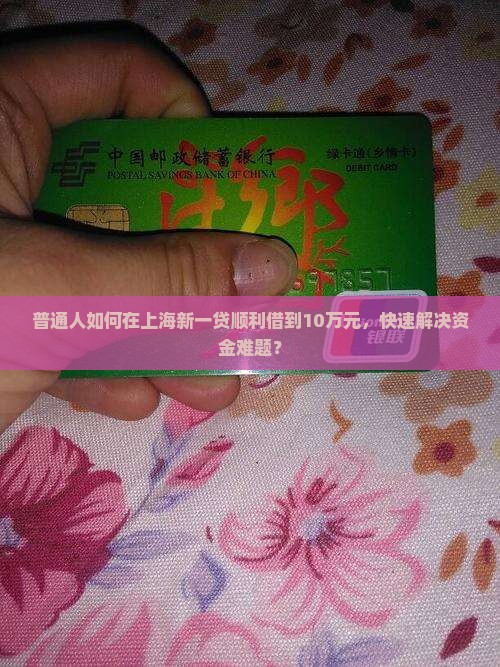 中国邮政储蓄银行
POSTAL SAVINGS BANK OF CHINA
绿卡通(乡情卡)
DEBIT CARD
鄉
普通人如何在上海新一贷顺利借到10万元，快速解决资
金难题？
银联